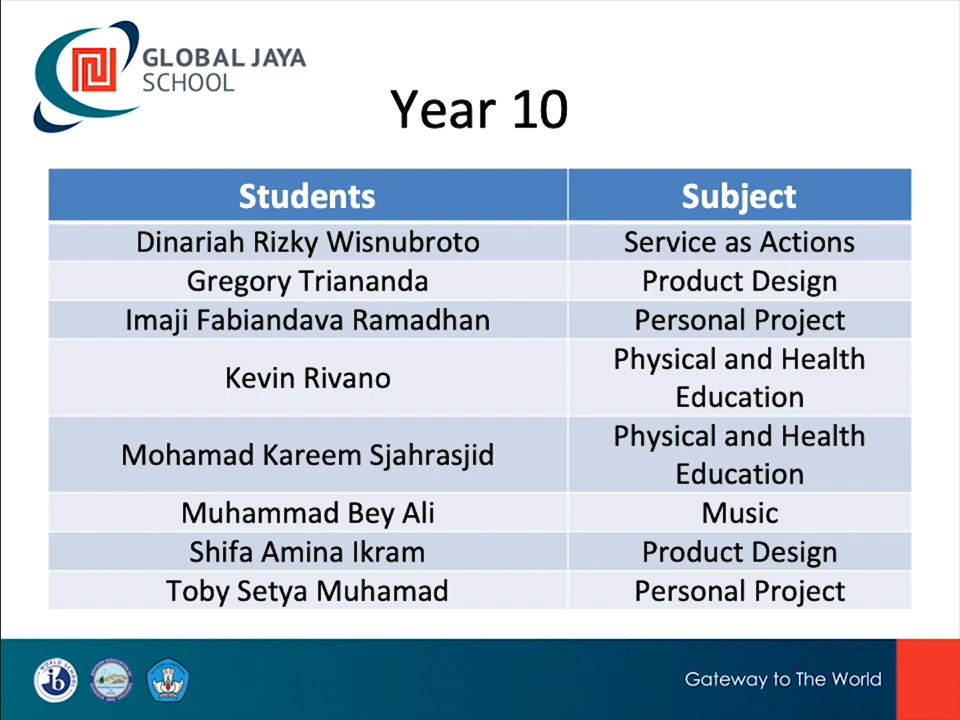 GLOBAL JAYA
SCHOOL
Year 10
Students Subject
Dinariah Rizky Wisnubroto Service as Actions
Gregory Triananda Product Design
Imaji Fabiandava Ramadhan Personal Project
Kevin Rivano Physical and Health
Education
Mohamad Kareem Sjahrasjid Physical and Health
Education
Muhammad Bey Ali Music
Shifa Amina Ikram Product Design
Toby Setya Muhamad Personal Project
Gateway to The World